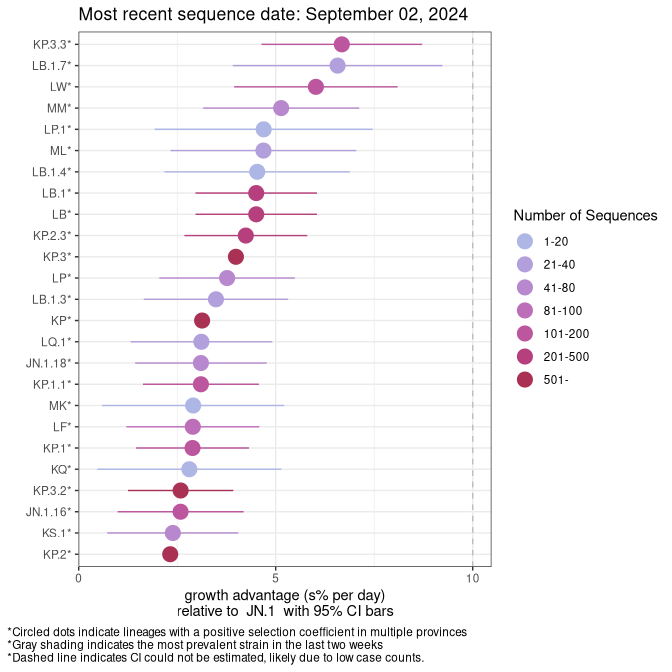 Most recent sequence date: September 02, 2024
KP.3.3*
LB.1.7*
LW*
MM*
LP.1*
ML*
LB.1.4*
LB.1*
LB*
KP.2.3*
KP.3*
LP*
LB.1.3*
KP*
LQ.1*
JN.1.18*
KP.1.1*
MK*
LF*
KP.1*
KQ*
KP.3.2*
JN.1.16*
KS.1*
KP.2*
0 5 10
growth advantage (s% per day)
relative to JN.1 with 95% CI bars
Number of Sequences
1-20
21-40
41-80
81-100
101-200
201-500
501-
*Circled dots indicate lineages with a positive selection coefficient in multiple provinces
*Gray shading indicates the most prevalent strain in the last two weeks
*Dashed line indicates CI could not be estimated, likely due to low case counts.